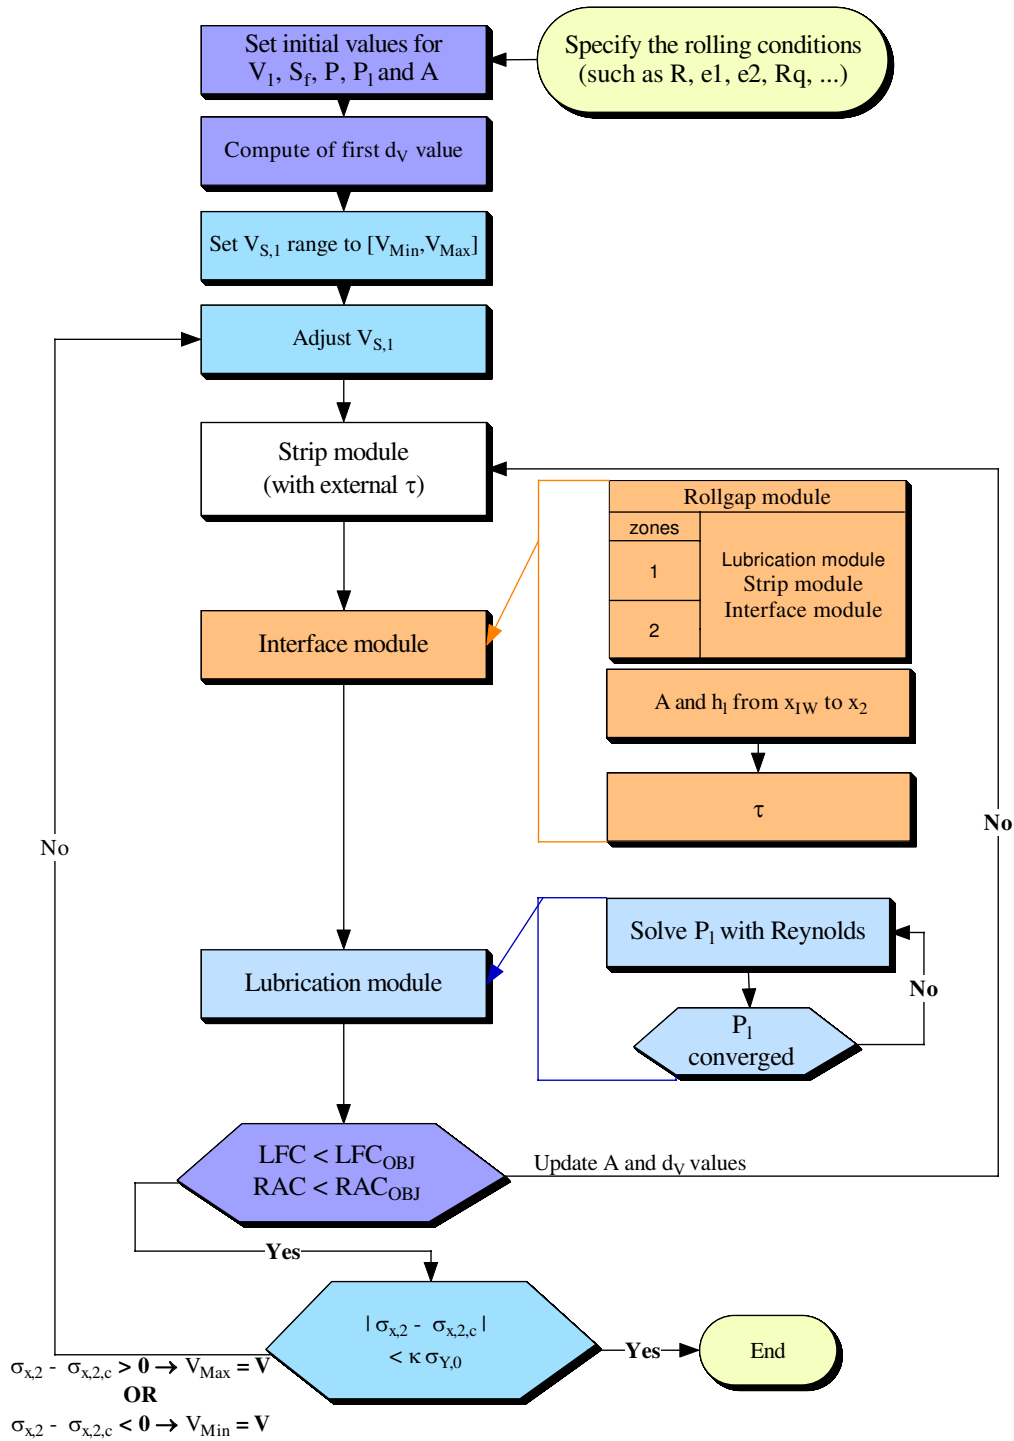 Set initial values for
V1, Sf, P, Pl and A
Specify the rolling conditions
(such as R, e1, e2, Rq, ...)
Compute of first dV value
Set VS,1 range to [VMin,VMax]
Adjust VS,1
Strip module
(with external τ)
Rollgap module
zones
1
2
Lubrication module
Strip module
Interface module
Interface module
A and hl from xIW to x2
τ
No
No
Solve Pl with Reynolds
No
Pl
converged
Lubrication module
LFC < LFCOBJ
RAC < RACOBJ
Update A and dV values
Yes
| σx,2 - σx,2,c |
< κ σY,0
Yes
End
σx,2 - σx,2,c > 0 → VMax = V
OR
σx,2 - σx,2,c < 0 → VMin = V